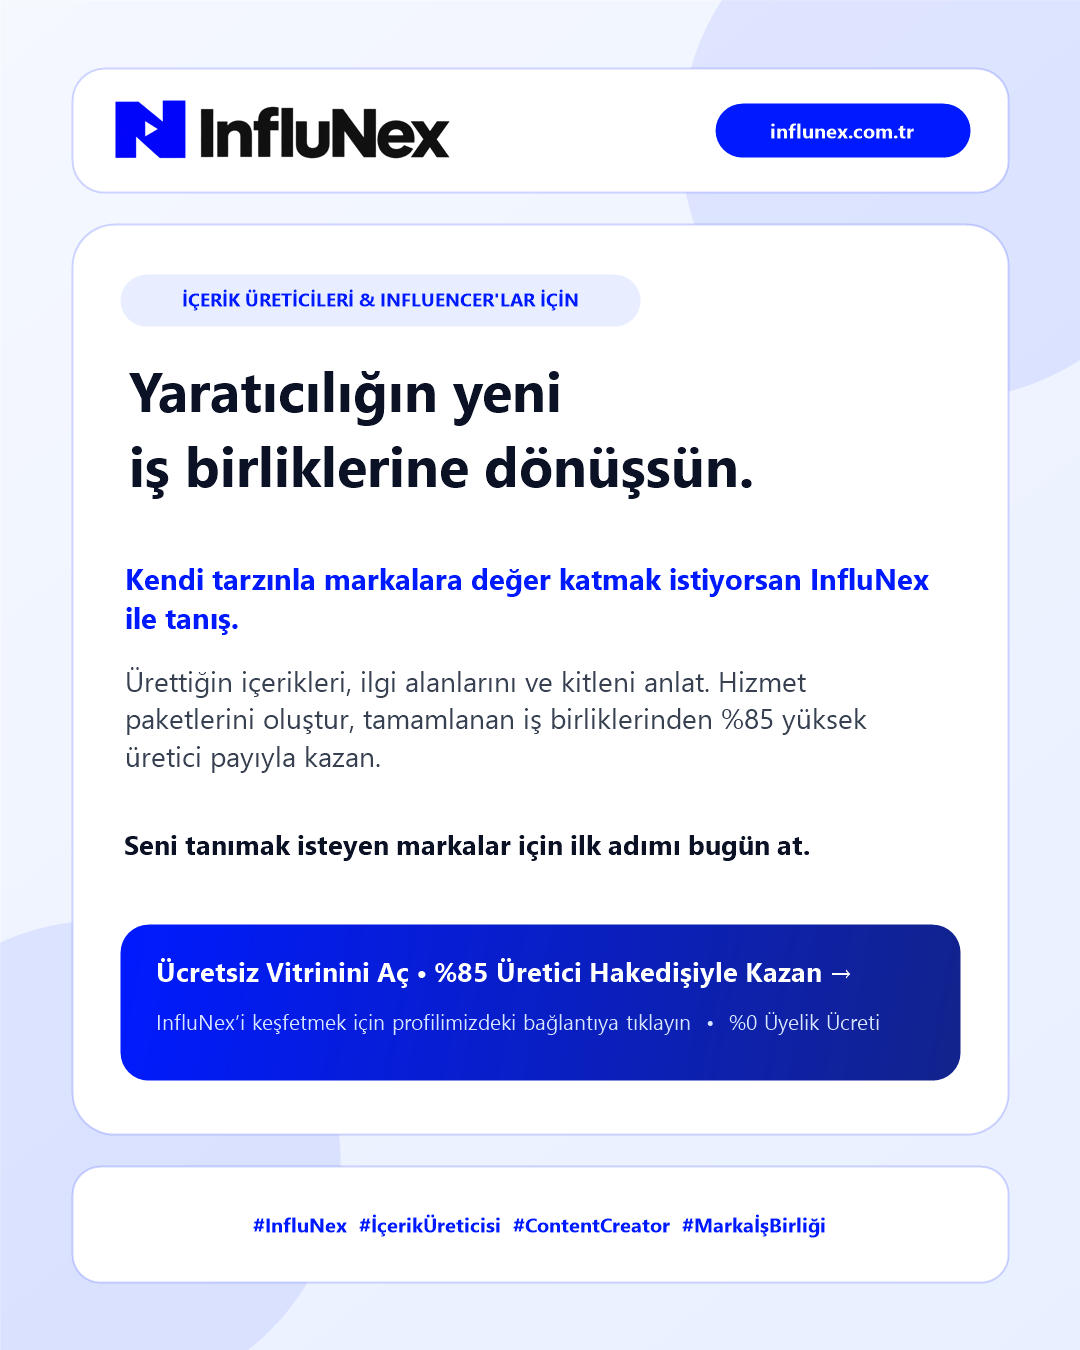 InfluNex
influnex.com.tr
İÇERİK ÜRETİCİLERİ & INFLUENCER'LAR İÇİN
Yaratıcılığın yeni
iş birliklerine dönüşsün.
Kendi tarzınla markalara değer katmak istiyorsan InfluNex
ile tanış.
Ürettiğin içerikleri, ilgi alanlarını ve kitleni anlat. Hizmet
paketlerini oluştur, tamamlanan iş birliklerinden %85 yüksek
üretici payıyla kazan.
Seni tanımak isteyen markalar için ilk adımı bugün at.
Ücretsiz Vitrinini Aç • %85 Üretici Hakedişiyle Kazan →
InfluNex’i keşfetmek için profilimizdeki bağlantıya tıklayın • %0 Üyelik Ücreti
#InfluNex #İçerikÜreticisi #ContentCreator #MarkaİşBirliği